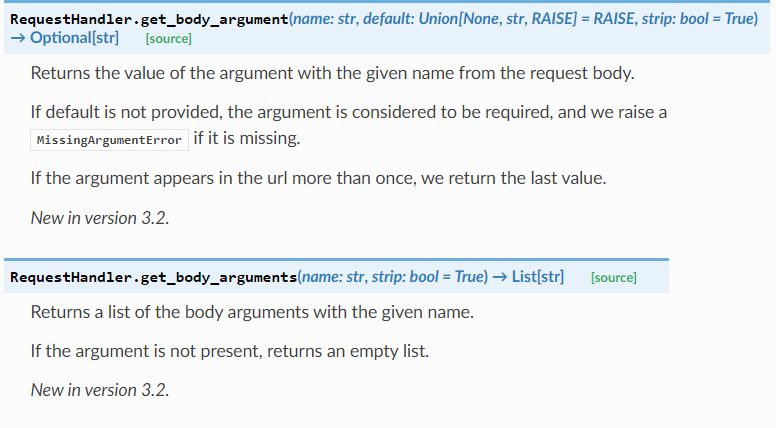 RequestHandler.get_body_argument(name: str, default: Union[None, str, RAISE] = RAISE, strip: bool = True)
→ Optional[str] [source]
Returns the value of the argument with the given name from the request body.
If default is not provided, the argument is considered to be required, and we raise a
MissingArgumentError if it is missing.
If the argument appears in the url more than once, we return the last value.
New in version 3.2.
RequestHandler.get_body_arguments(name: str, strip: bool = True) → List[str] [source]
Returns a list of the body arguments with the given name.
If the argument is not present, returns an empty list.
New in version 3.2.